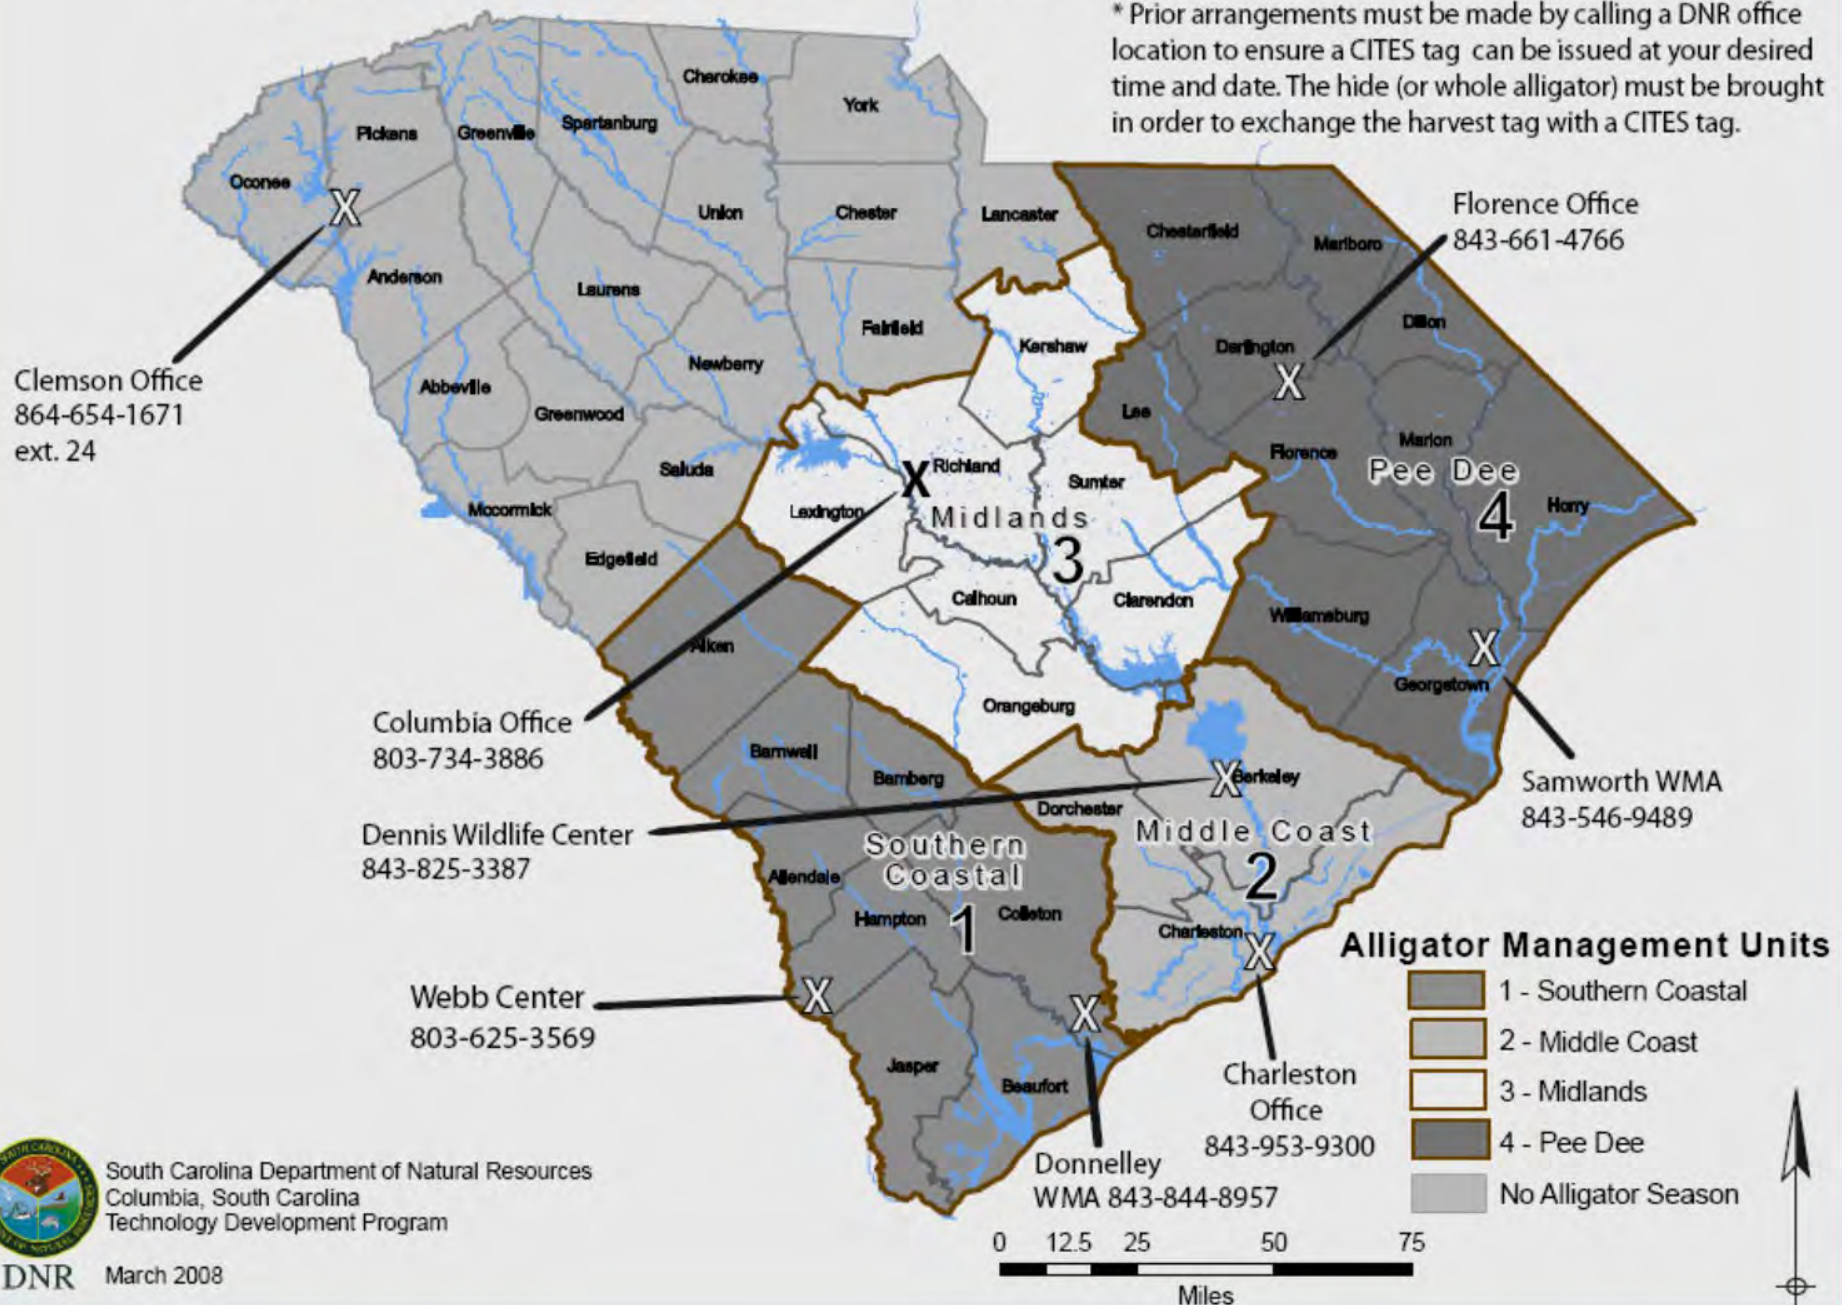 * Prior arrangements must be made by calling a DNR office
location to ensure a CITES tag can be issued at your desired
time and date. The hide (or whole alligator) must be brought
in order to exchange the harvest tag with a CITES tag.
Cherokee
York
Pickens
Greenville
Spartanburg
Oconee
X
Union
Chester
Lancaster
Chesterfield
Marlboro
Florence Office
843-661-4766
Anderson
Laurens
Fairfield
Kershaw
Darlington
Dillon
X
Newberry
Clemson Office
864-654-1671
ext. 24
Abbeville
Greenwood
Lee
Marion
Florence
Pee Dee
4
Horry
Saluda
X
Richland
Sumter
Mccormick
Lexington
Midlands
3
Edgefield
Calhoun
Clarendon
Williamsburg
X
Aiken
Georgetown
Orangeburg
Columbia Office
803-734-3886
Barnwell
Bamberg
X
Berkeley
Samworth WMA
843-546-9489
Dorchester
Dennis Wildlife Center
843-825-3387
Middle Coast
2
Southern
Coastal
1
Allendale
Hampton
Colleton
Charleston
X
Webb Center
803-625-3569
X
X
Jasper
Beaufort
Charleston
Office
843-953-9300
Donnelley
WMA 843-844-8957
Alligator Management Units
1 - Southern Coastal
2 - Middle Coast
3 - Midlands
4 - Pee Dee
No Alligator Season
0 12.5 25 50 75
Miles
South Carolina Department of Natural Resources
Columbia, South Carolina
Technology Development Program
DNR
March 2008